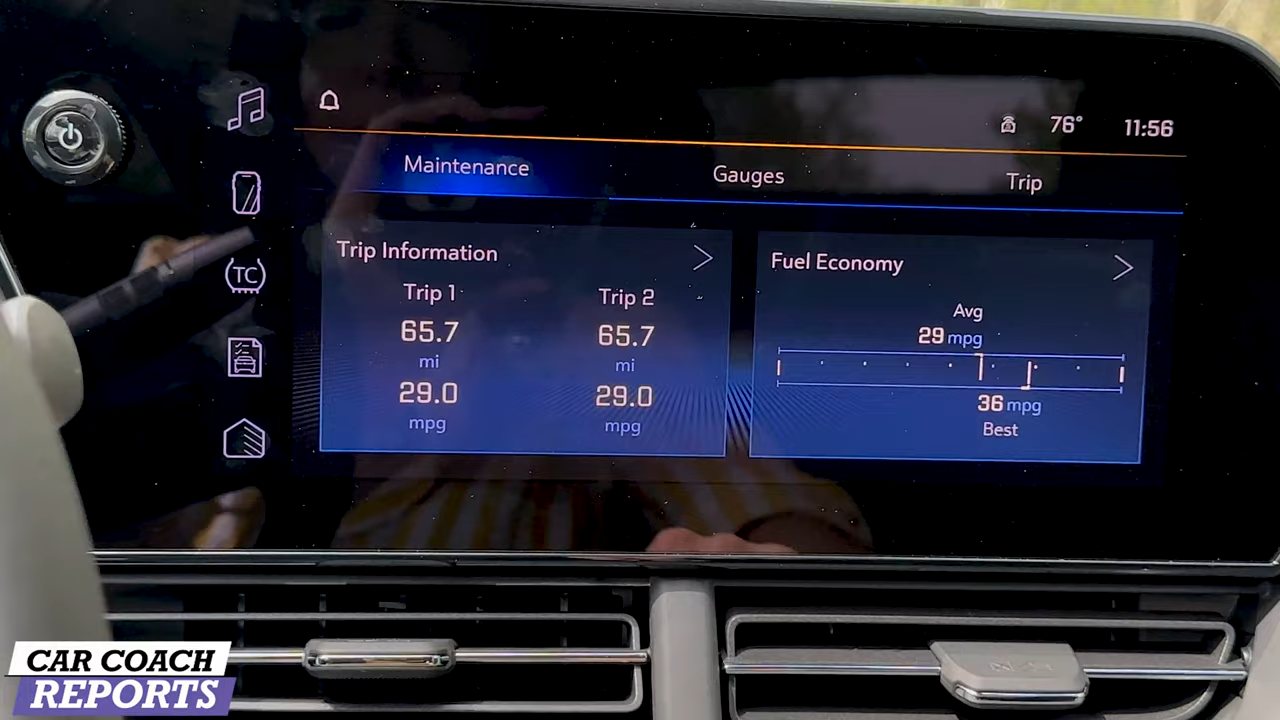 76° 11:56
Maintenance Gauges Trip
TC
Trip Information
Trip 1 Trip 2
65.7 65.7
mi mi
29.0 29.0
mpg mpg
Fuel Economy
Avg
29 mpg
36 mpg
Best
CAR COACH
REPORTS